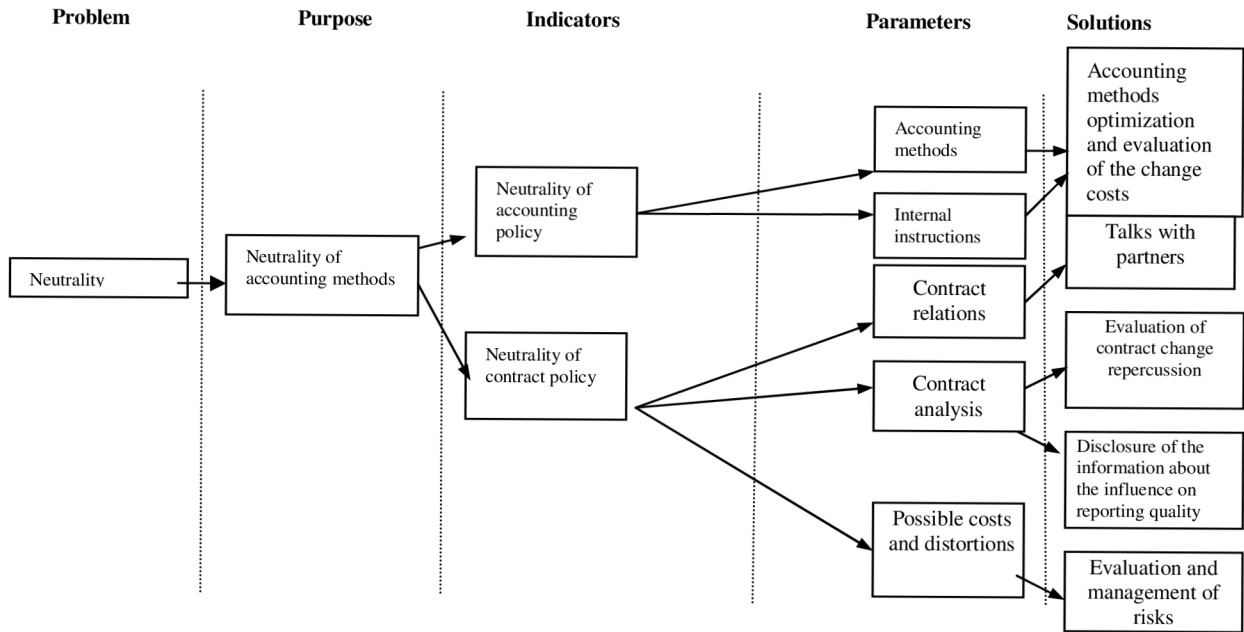 Problem
Purpose
Indicators
Parameters
Solutions
Neutrality
Neutrality of
accounting methods
Neutrality of
accounting
policy
Neutrality of
contract policy
Accounting
methods
Internal
instructions
Contract
relations
Contract
analysis
Possible costs
and distortions
Accounting
methods
optimization
and evaluation
of the change
costs
Talks with
partners
Evaluation of
contract change
repercussion
Disclosure of the
information about
the influence on
reporting quality
Evaluation and
management of
risks